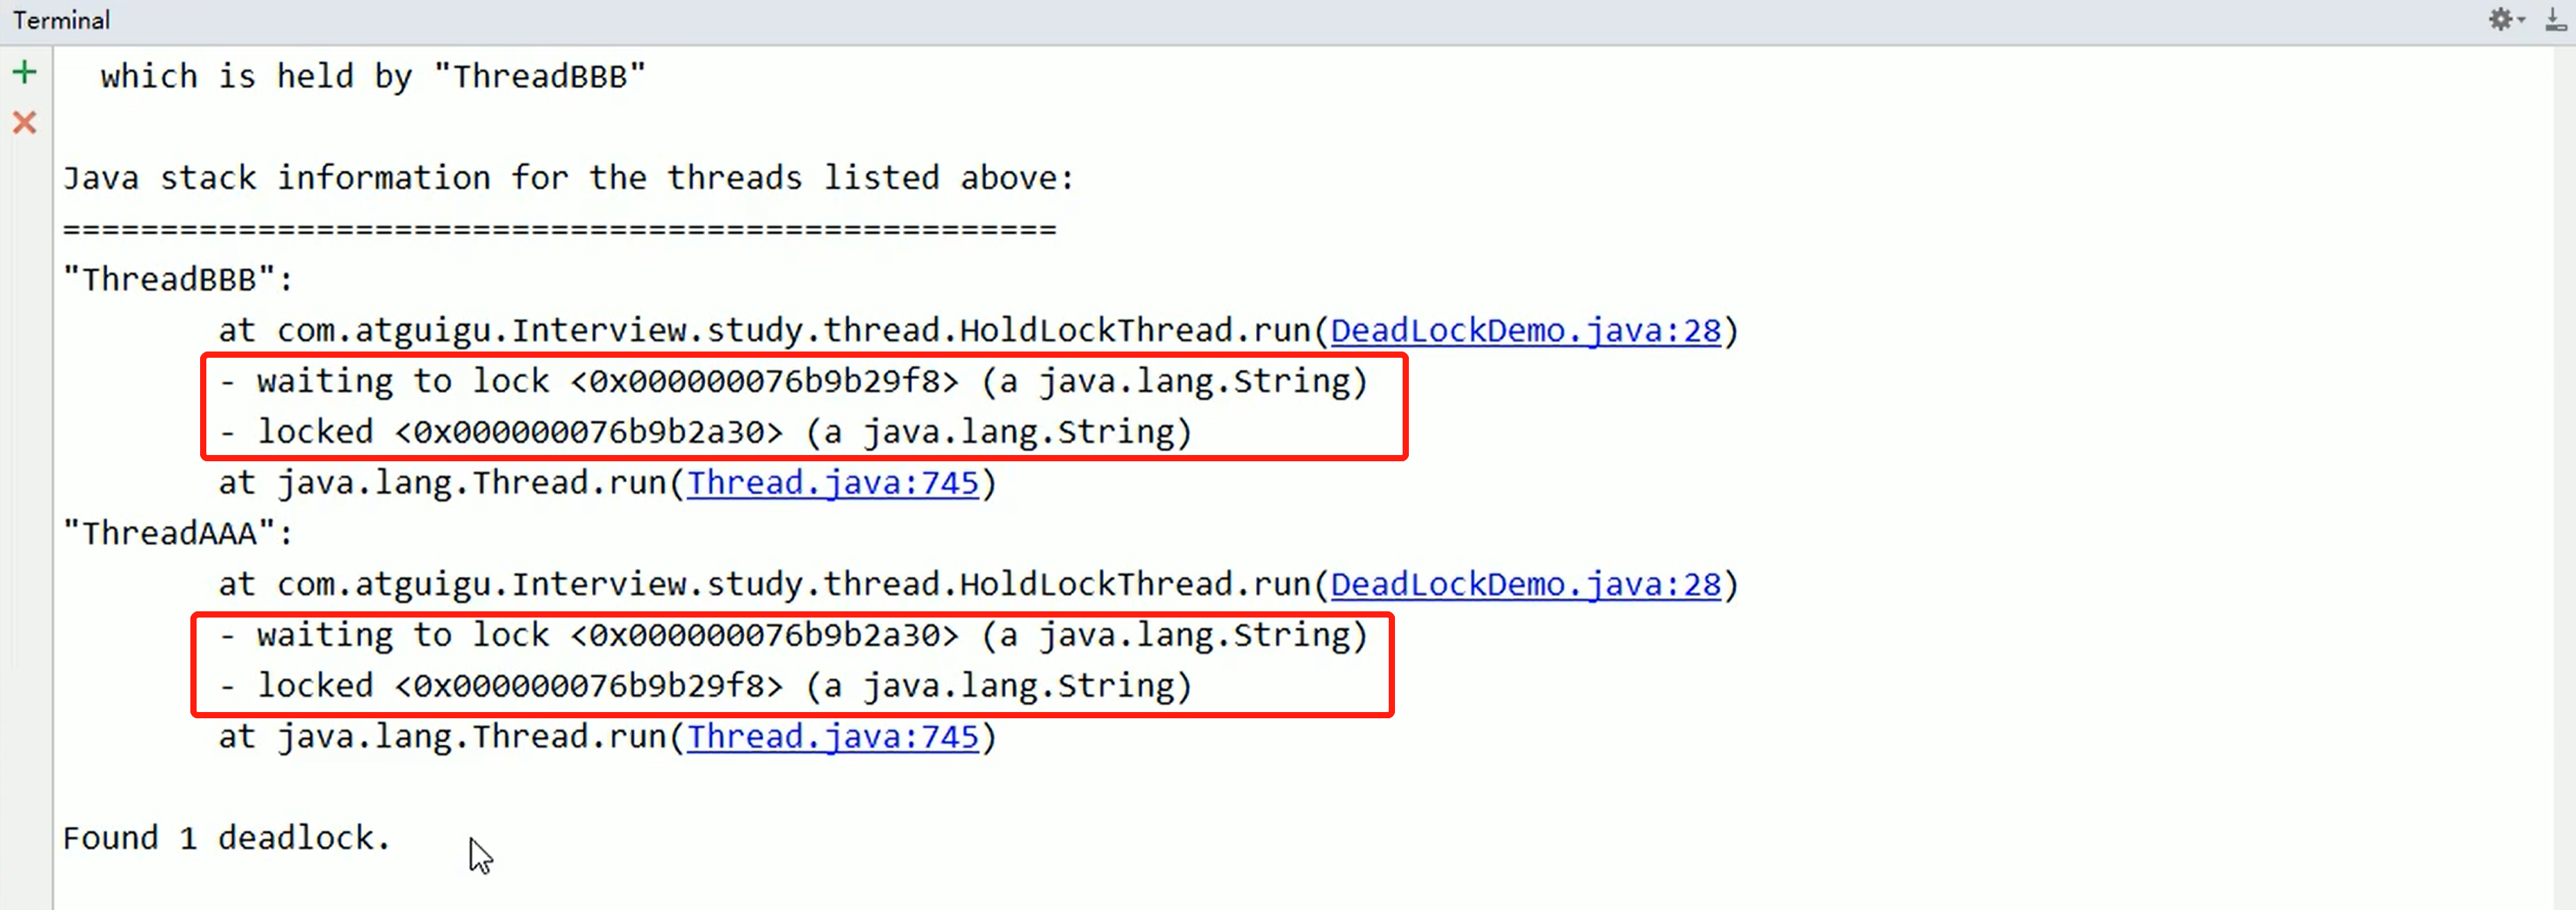 Terminal
which is held by "ThreadBBB"
Java stack information for the threads listed above:
===================================================
"ThreadBBB":
at com.atguigu.Interview.study.thread.HoldLockThread.run(DeadLockDemo.java:28)
- waiting to lock <0x000000076b9b29f8> (a java.lang.String)
- locked <0x000000076b9b2a30> (a java.lang.String)
at java.lang.Thread.run(Thread.java:745)
"ThreadAAA":
at com.atguigu.Interview.study.thread.HoldLockThread.run(DeadLockDemo.java:28)
- waiting to lock <0x000000076b9b2a30> (a java.lang.String)
- locked <0x000000076b9b29f8> (a java.lang.String)
at java.lang.Thread.run(Thread.java:745)
Found 1 deadlock.